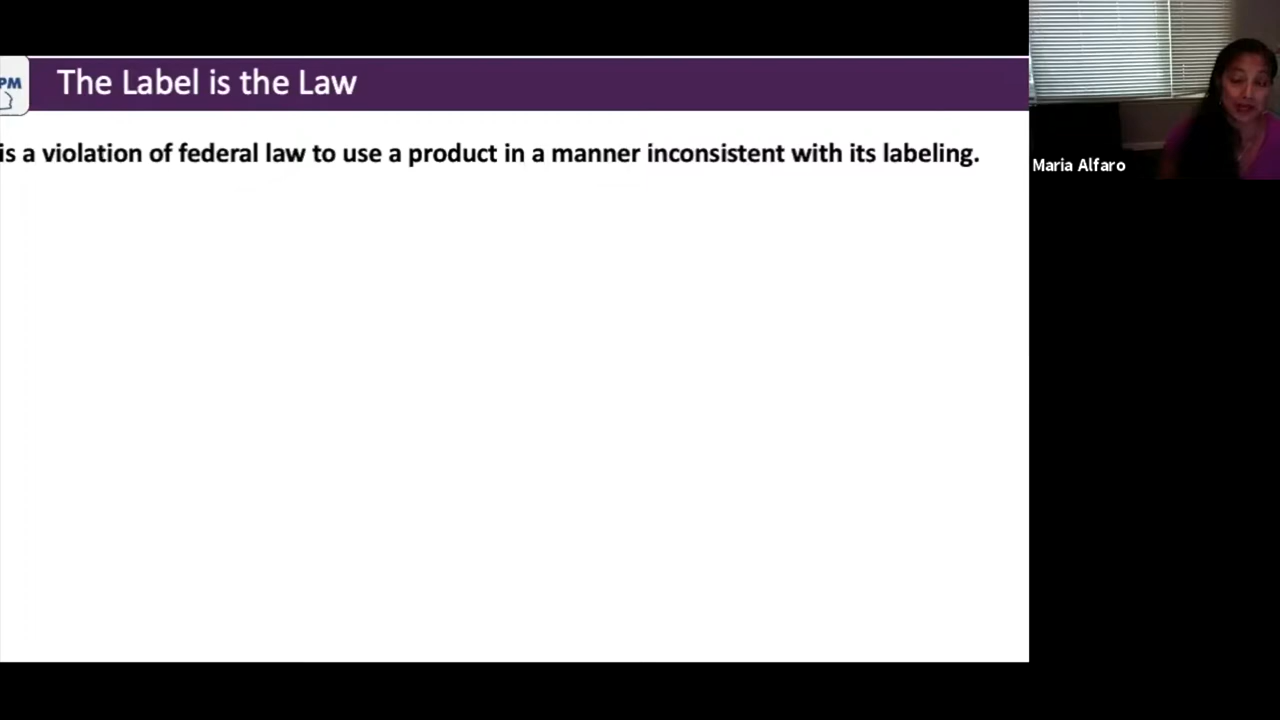 PM
The Label is the Law
is a violation of federal law to use a product in a manner inconsistent with its labeling.
Maria Alfaro